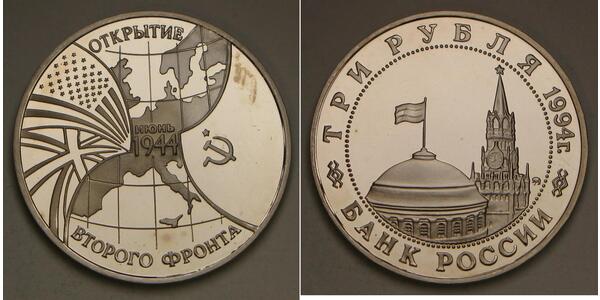 ОТКРЫТИЕ
ИЮНЬ
1944
ВТОРОГО ФРОНТА
ТРИ РУБЛЯ 1994г.
БАНК РОССИИ